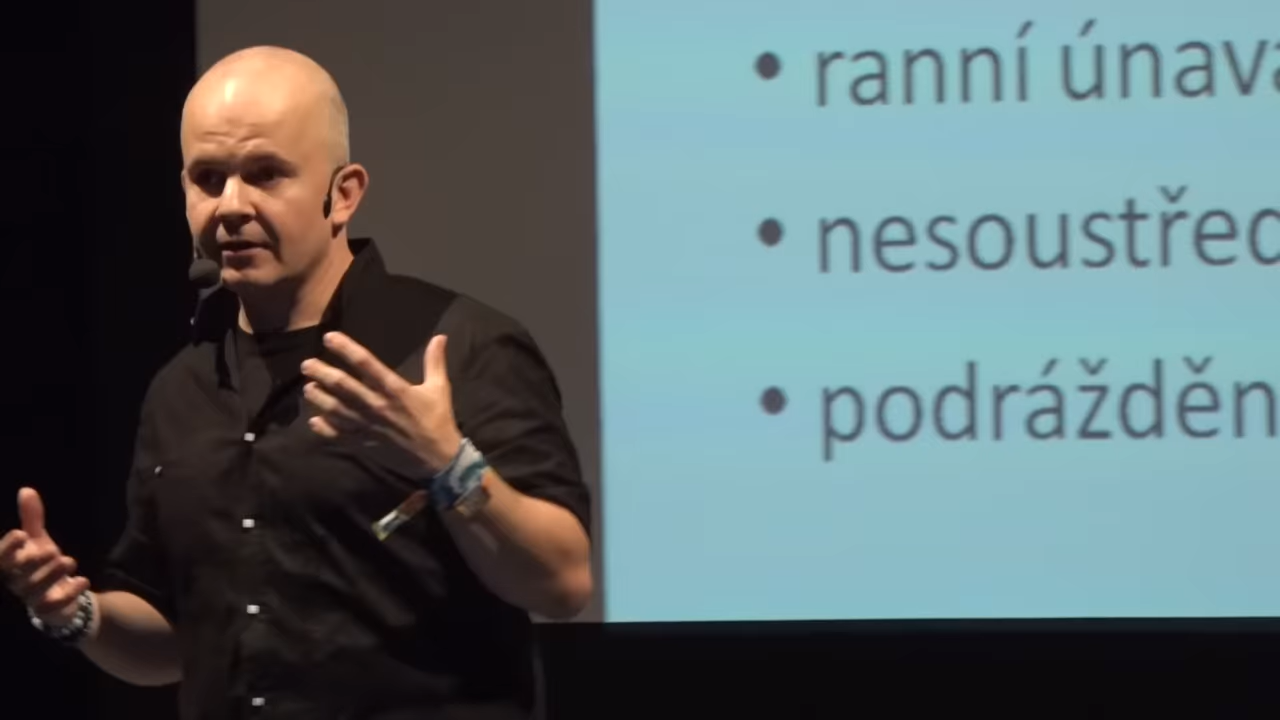 • ranní únava
• nesoustřed
• podrážděn